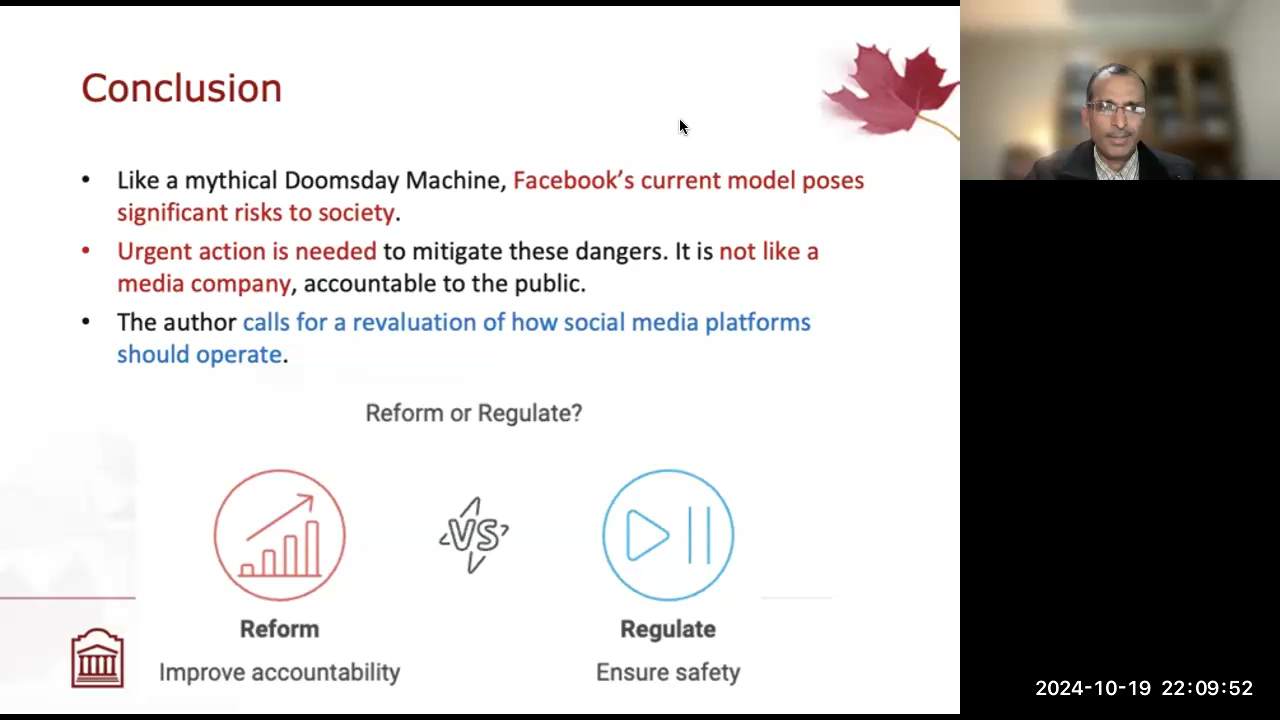 Conclusion
• Like a mythical Doomsday Machine, Facebook’s current model poses
significant risks to society.
• Urgent action is needed to mitigate these dangers. It is not like a
media company, accountable to the public.
• The author calls for a revaluation of how social media platforms
should operate.
Reform or Regulate?
VS
Reform
Regulate
Improve accountability
Ensure safety
2024-10-19 22:09:52